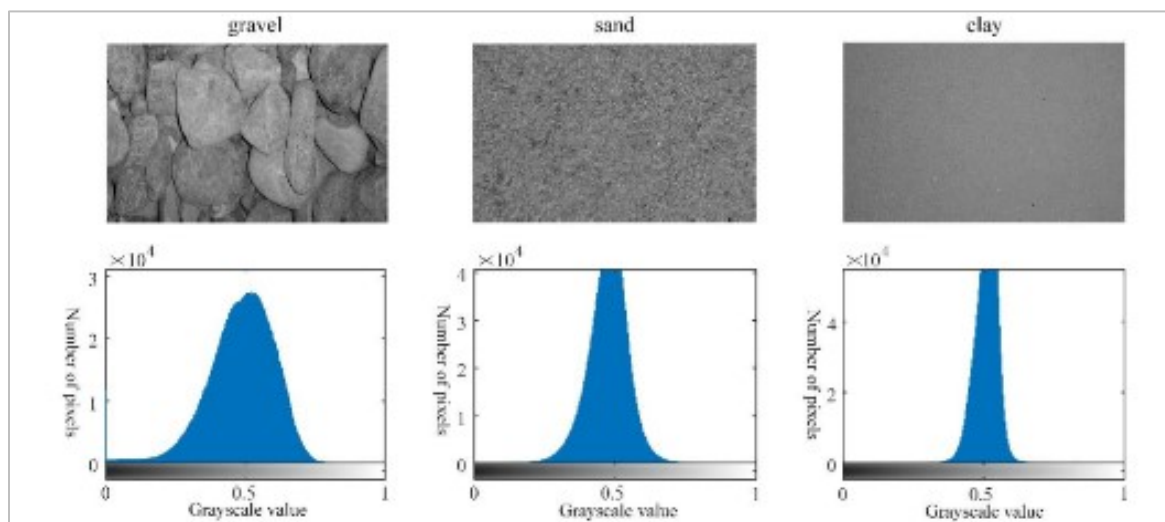 gravel
sand
clay
×10⁴
3
2
1
0
Number of pixels
0
0.5
1
Grayscale value
×10⁴
4
3
2
1
0
Number of pixels
0
0.5
1
Grayscale value
×10⁴
4
2
0
Number of pixels
0
0.5
1
Grayscale value